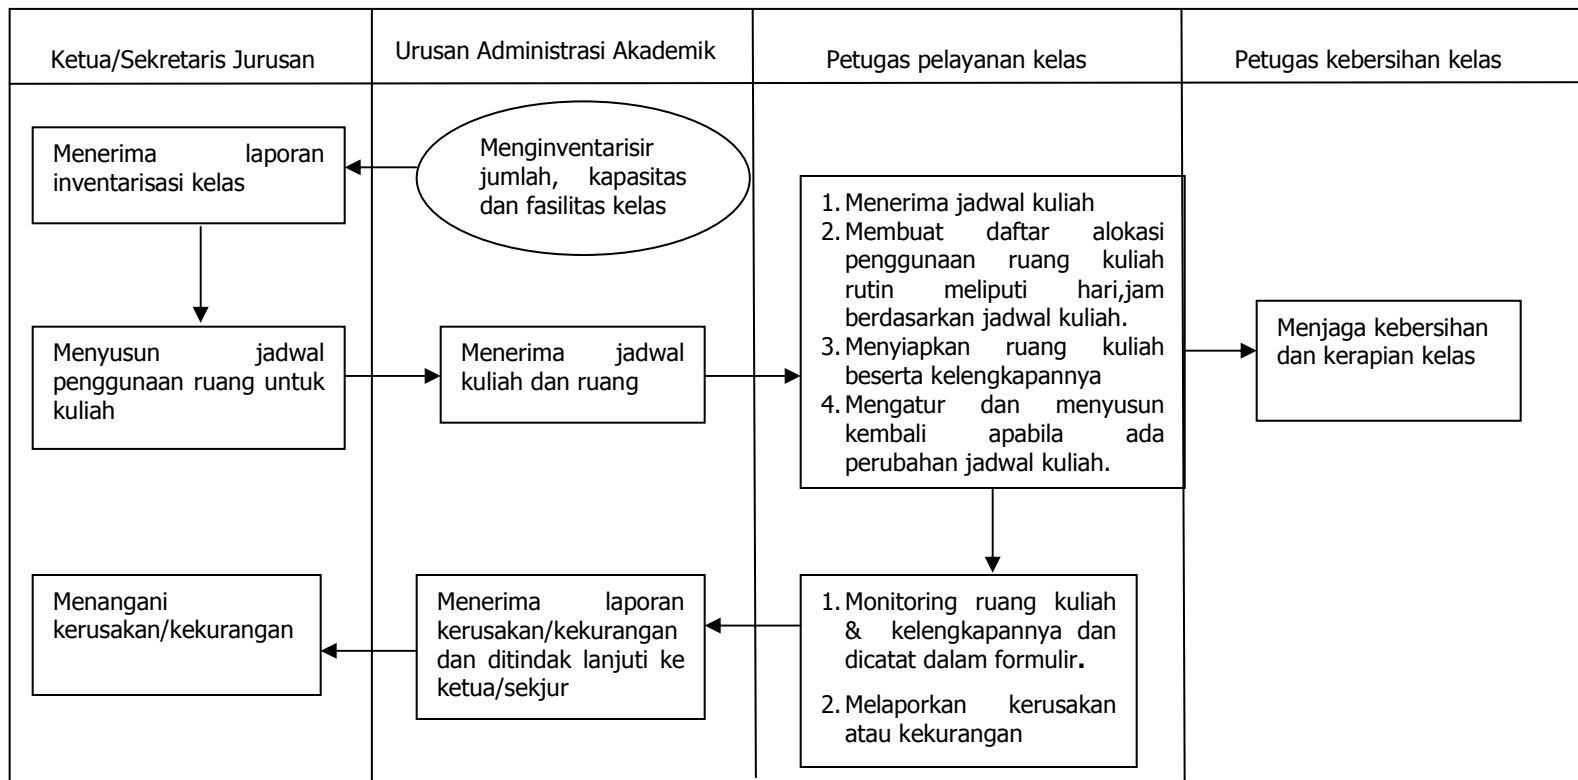 Ketua/Sekretaris Jurusan
Urusan Administrasi Akademik
Petugas pelayanan kelas
Petugas kebersihan kelas
Menerima laporan
inventarisasi kelas
Menginventarisir
jumlah, kapasitas
dan fasilitas kelas
1. Menerima jadwal kuliah
2. Membuat daftar alokasi
penggunaan ruang kuliah
rutin meliputi hari,jam
berdasarkan jadwal kuliah.
3. Menyiapkan ruang kuliah
beserta kelengkapannya
4. Mengatur dan menyusun
kembali apabila ada
perubahan jadwal kuliah.
Menyusun jadwal
penggunaan ruang untuk
kuliah
Menerima jadwal
kuliah dan ruang
Menjaga kebersihan
dan kerapian kelas
Menangani
kerusakan/kekurangan
Menerima laporan
kerusakan/kekurangan
dan ditindak lanjuti ke
ketua/sekjur
1. Monitoring ruang kuliah
& kelengkapannya dan
dicatat dalam formulir.
2. Melaporkan kerusakan
atau kekurangan